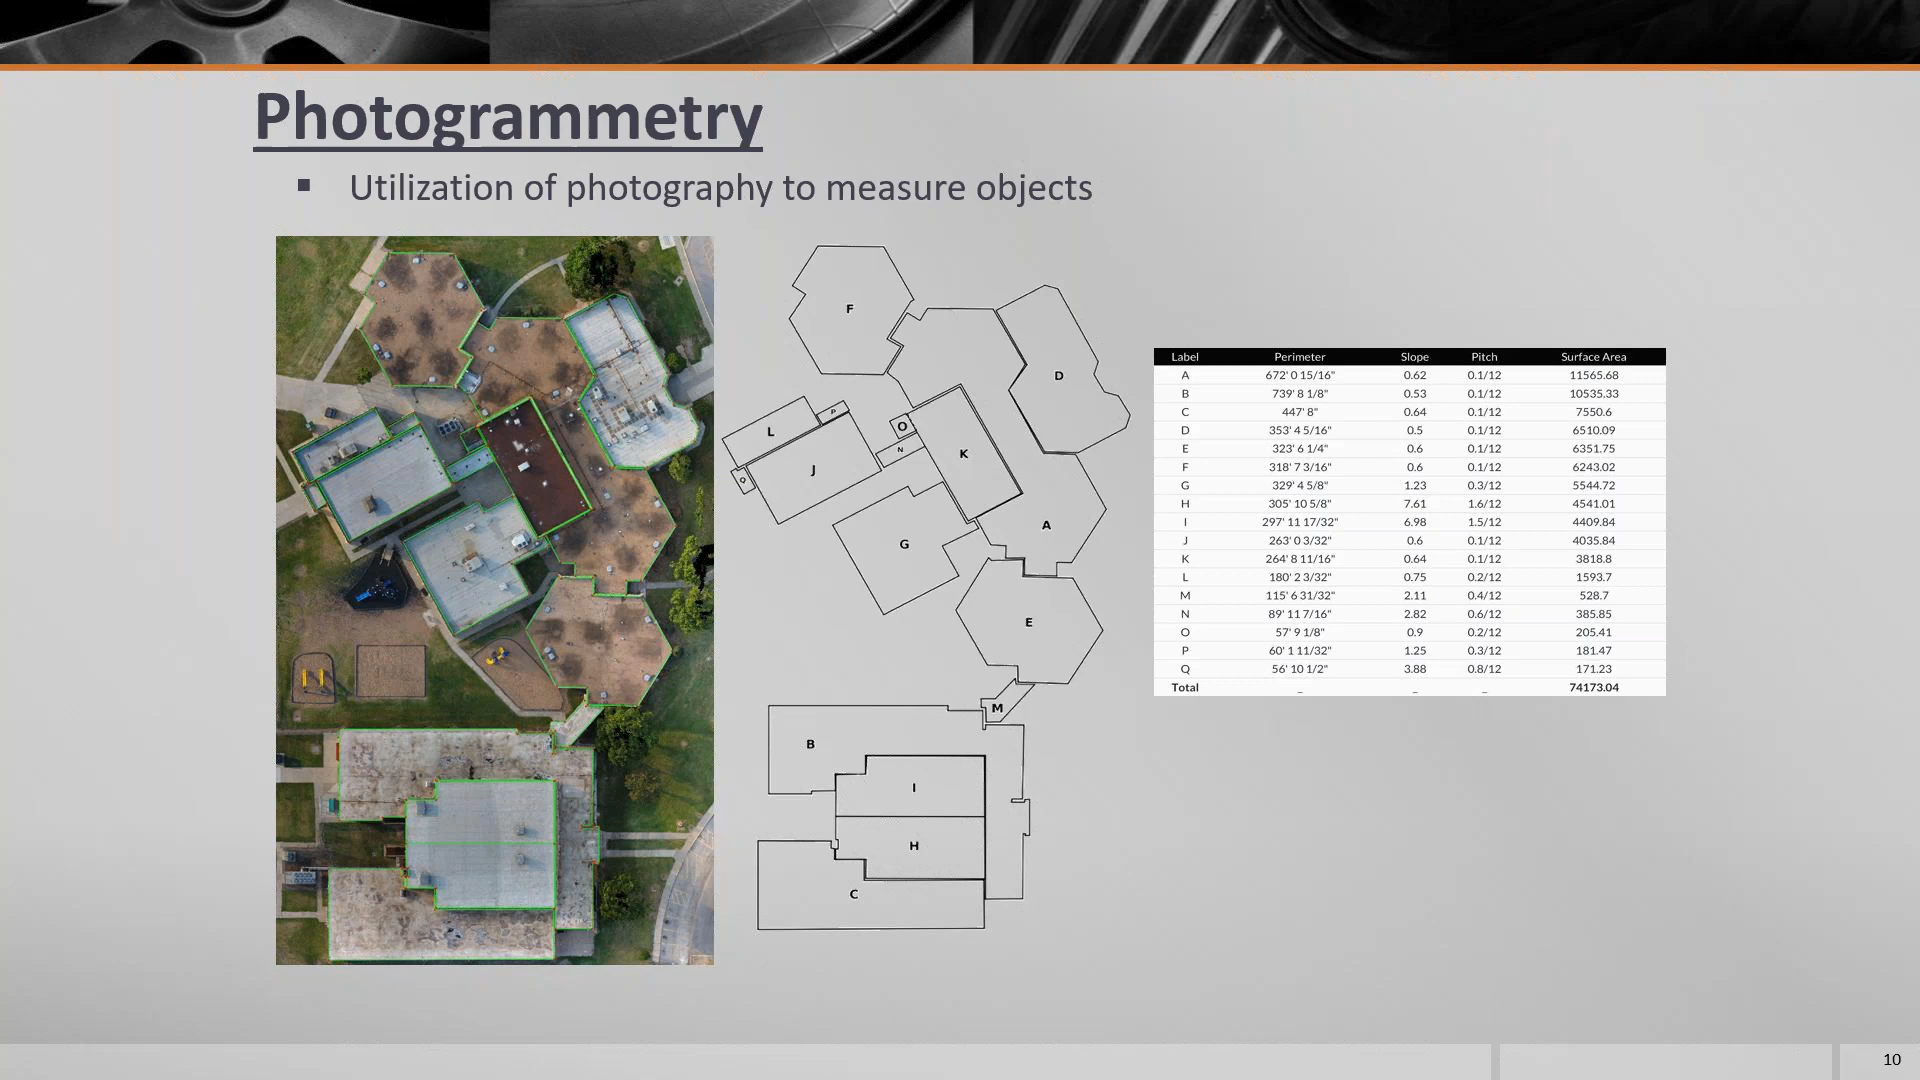 Photogrammetry
▪ Utilization of photography to measure objects
F
D
L
P
O
J
N
K
Q
G
A
E
M
B
I
H
C
Label Perimeter Slope Pitch Surface Area
A 672' 0 15/16" 0.62 0.1/12 11565.68
B 739' 8 1/8" 0.53 0.1/12 10535.33
C 447' 8" 0.64 0.1/12 7550.6
D 353' 4 5/16" 0.5 0.1/12 6510.09
E 323' 6 1/4" 0.6 0.1/12 6351.75
F 318' 7 3/16" 0.6 0.1/12 6243.02
G 329' 4 5/8" 1.23 0.3/12 5544.72
H 305' 10 5/8" 7.61 1.6/12 4541.01
I 297' 11 17/32" 6.98 1.5/12 4409.84
J 263' 0 3/32" 0.6 0.1/12 4035.84
K 264' 8 11/16" 0.64 0.1/12 3818.8
L 180' 2 3/32" 0.75 0.2/12 1593.7
M 115' 6 31/32" 2.11 0.4/12 528.7
N 89' 11 7/16" 2.82 0.6/12 385.85
O 57' 9 1/8" 0.9 0.2/12 205.41
P 60' 1 11/32" 1.25 0.3/12 181.47
Q 56' 10 1/2" 3.88 0.8/12 171.23
Total _ _ _ 74173.04
10